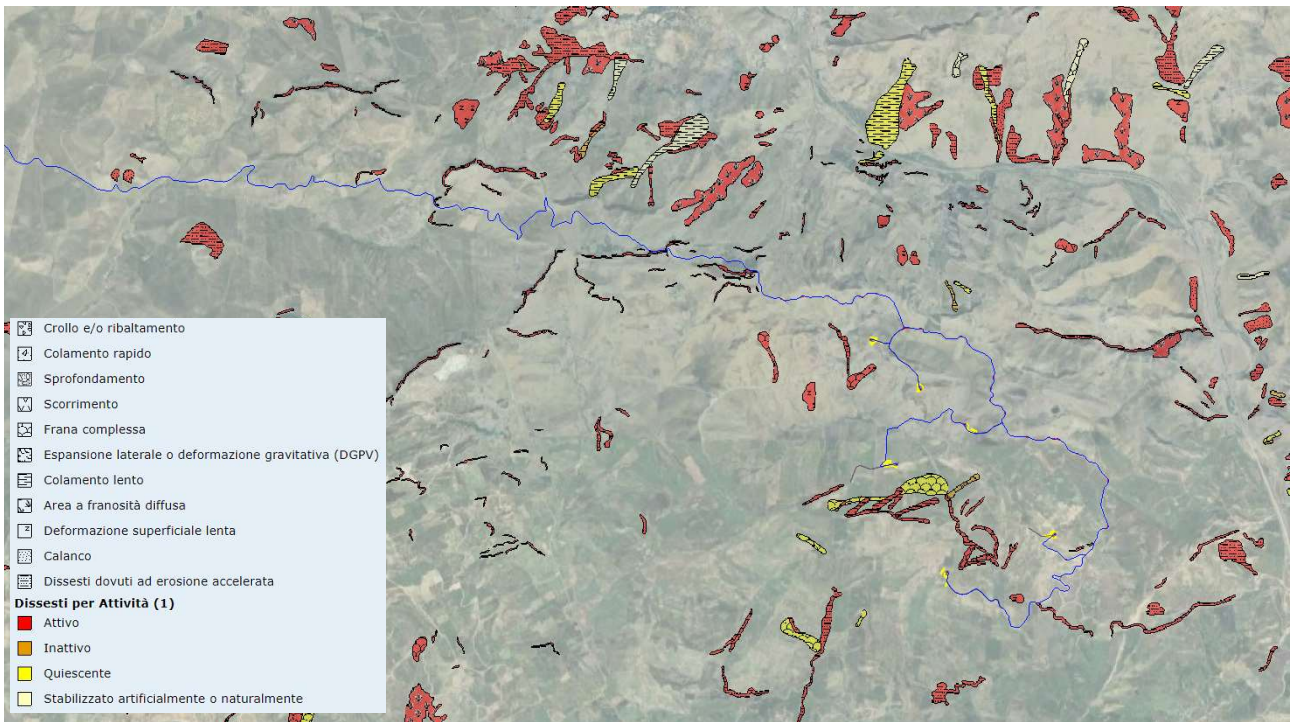 Crollo e/o ribaltamento
Colamento rapido
Sprofondamento
Scorrimento
Frana complessa
Espansione laterale o deformazione gravitativa (DGPV)
Colamento lento
Area a franosità diffusa
Deformazione superficiale lenta
Calanco
Dissesti dovuti ad erosione accelerata
Dissesti per Attività (1)
Attivo
Inattivo
Quiescente
Stabilizzato artificialmente o naturalmente